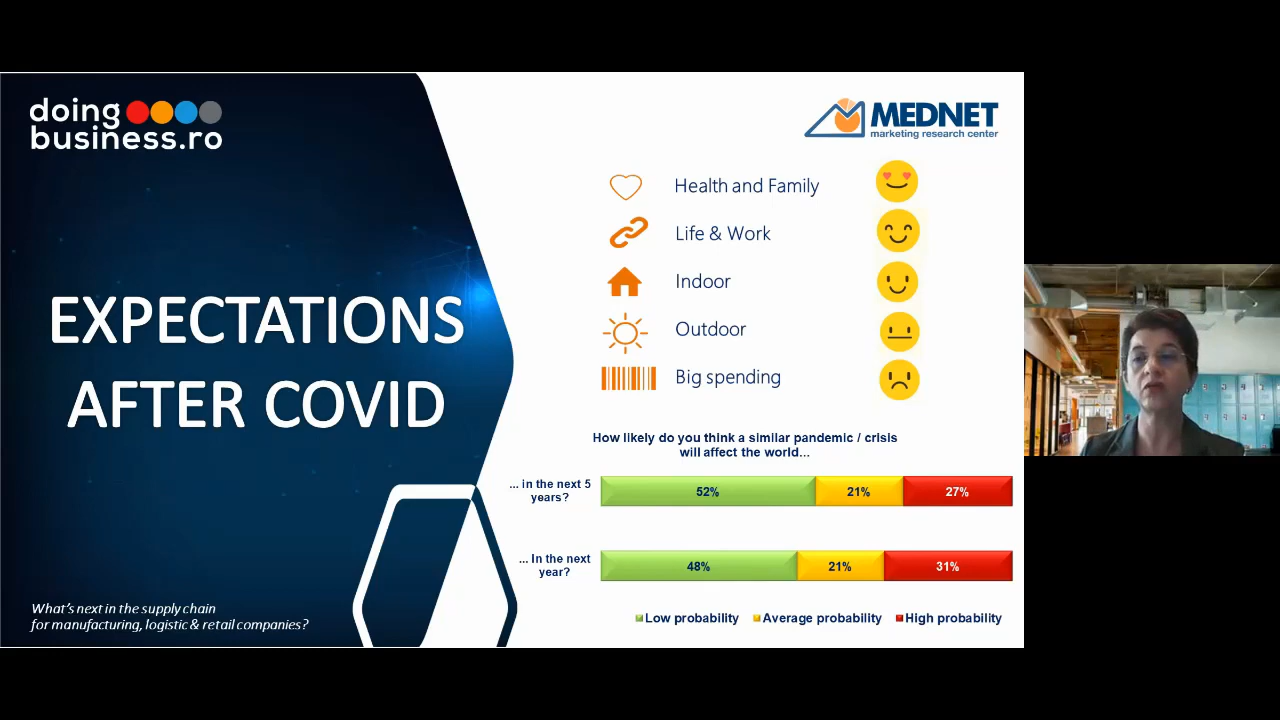 doing
business.ro
MEDNET
marketing research center
EXPECTATIONS
AFTER COVID
Health and Family
Life & Work
Indoor
Outdoor
Big spending
How likely do you think a similar pandemic / crisis
will affect the world...
... in the next 5
years?
52%
21%
27%
... In the next
year?
48%
21%
31%
Low probability
Average probability
High probability
What's next in the supply chain
for manufacturing, logistic & retail companies?